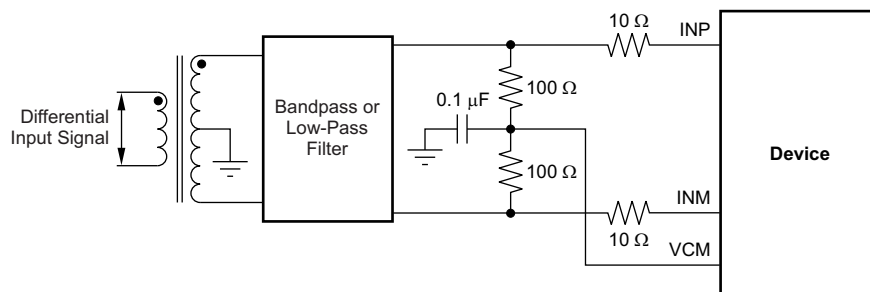 10 Ω
INP
100 Ω
0.1 μF
Differential
Input Signal
Bandpass or
Low-Pass
Filter
Device
100 Ω
INM
10 Ω
VCM